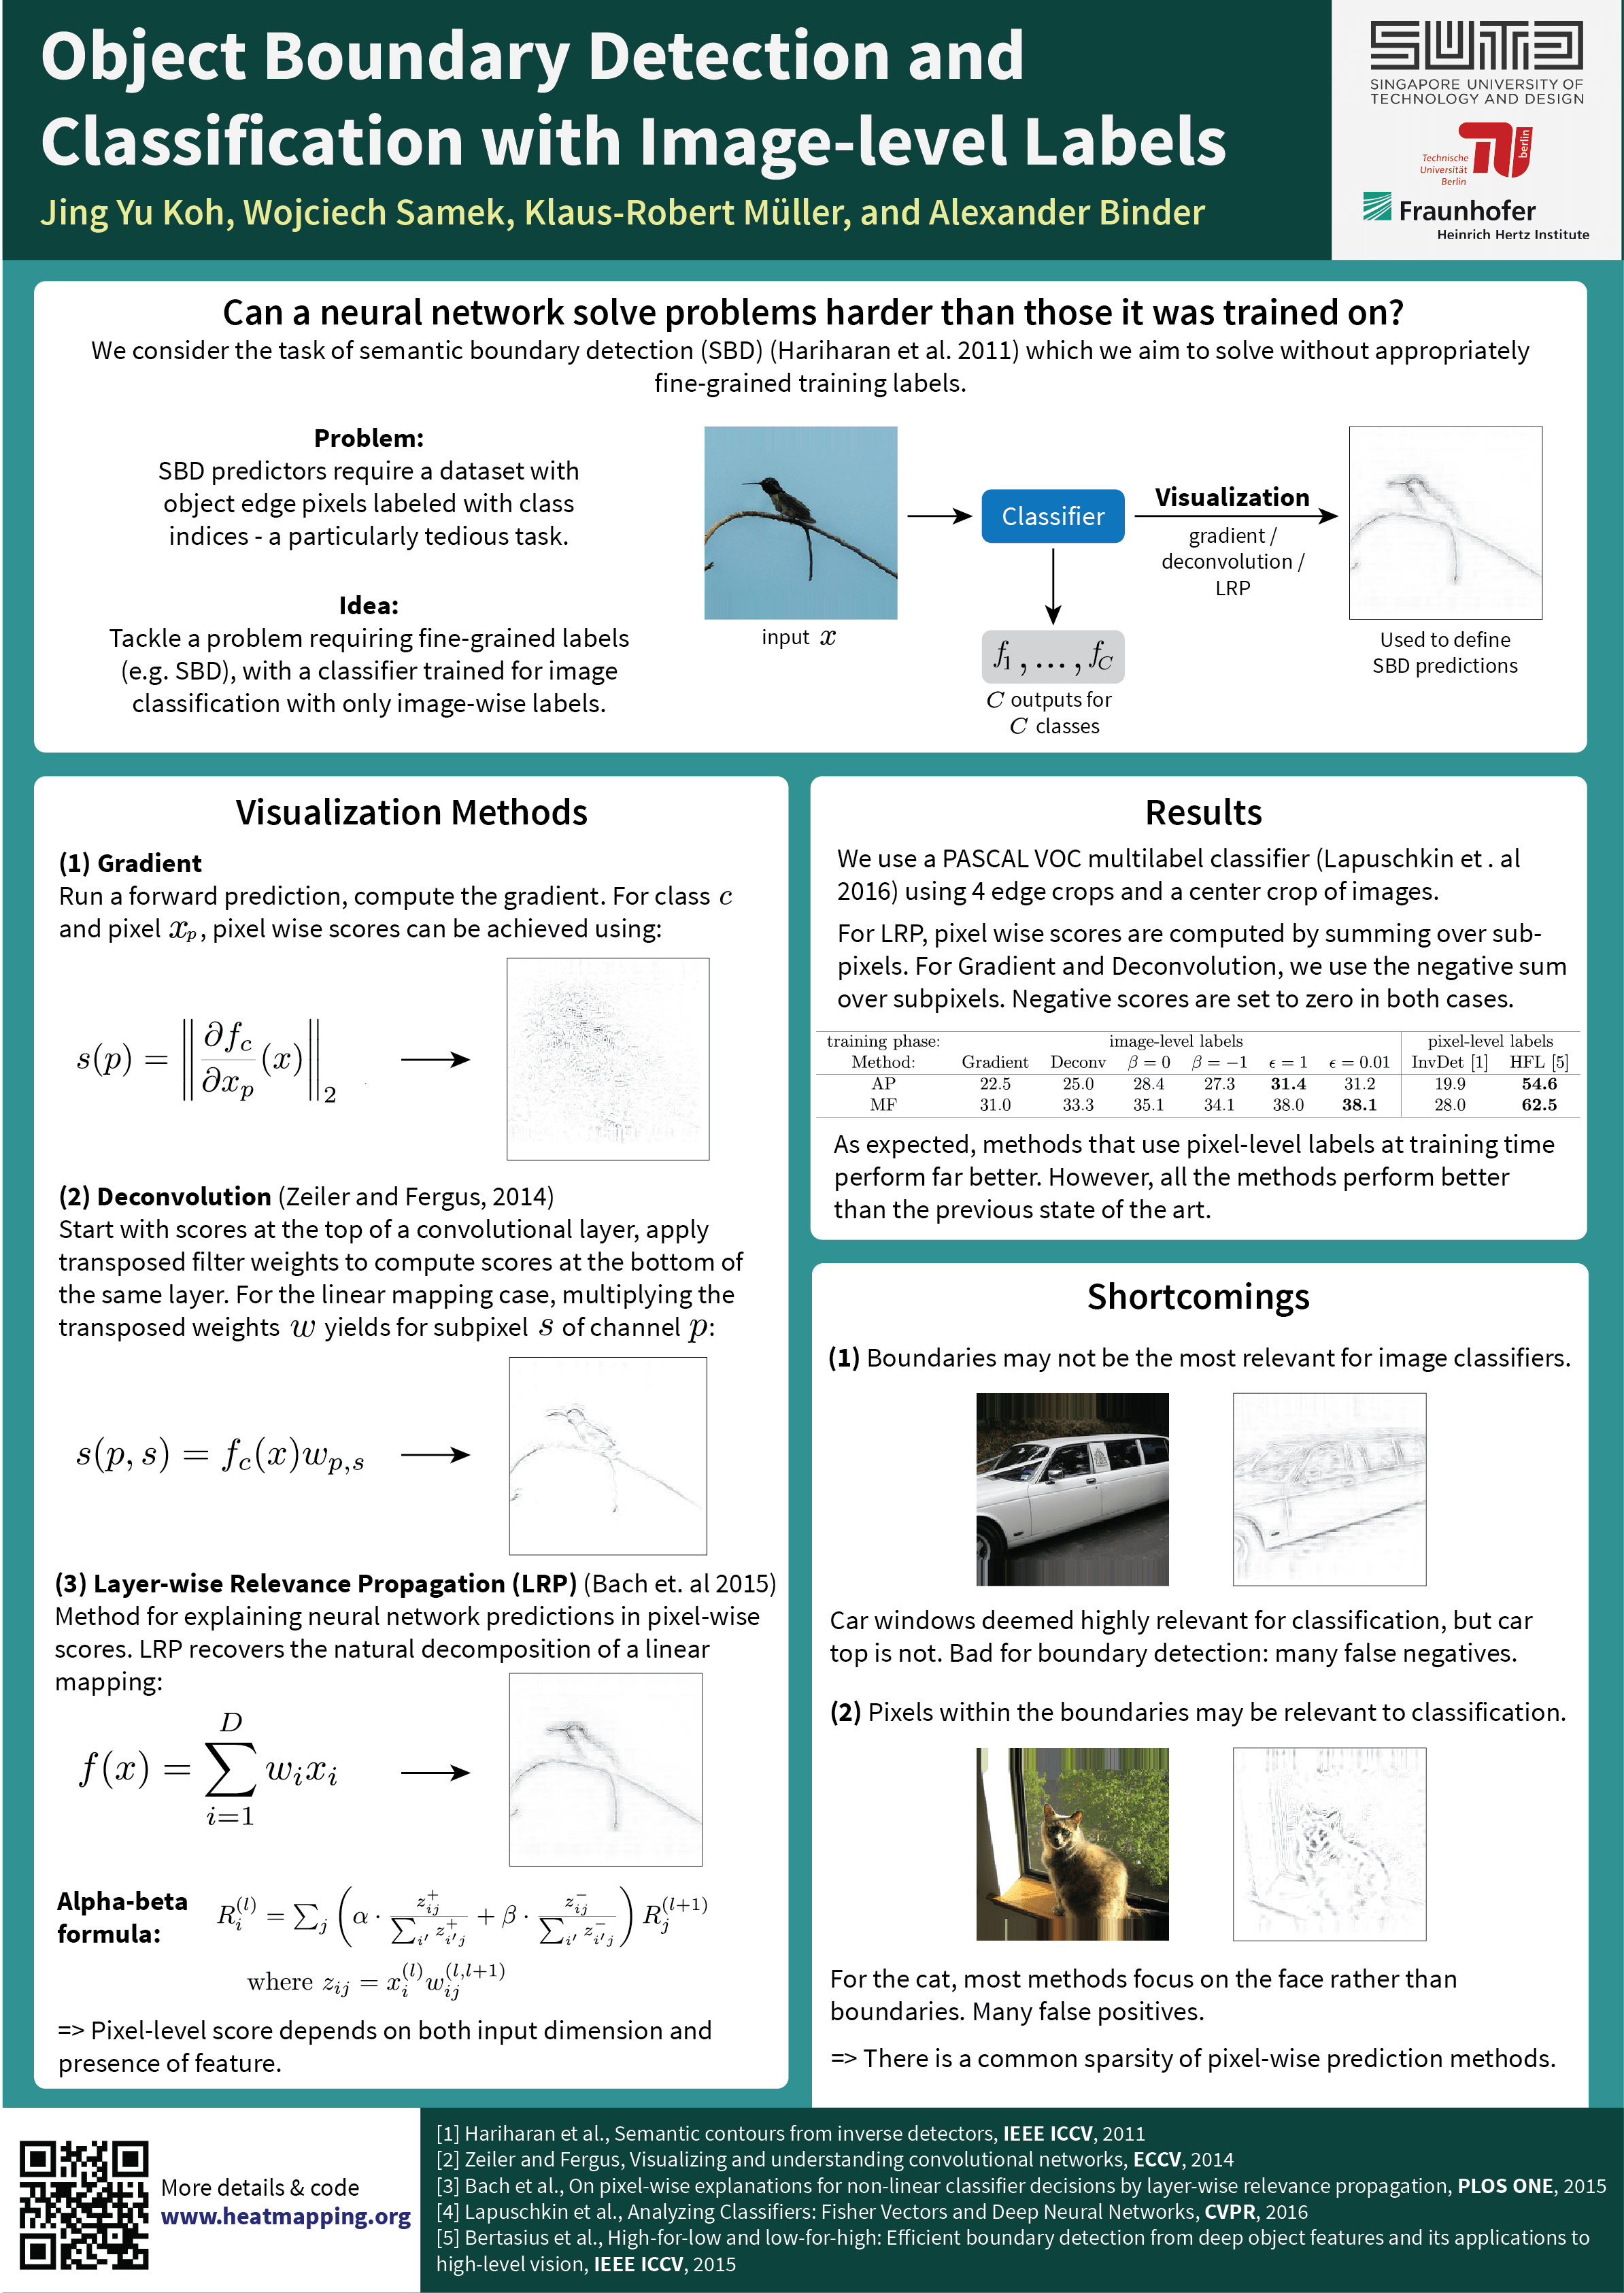 Object Boundary Detection and
Classification with Image-level Labels
Jing Yu Koh, Wojciech Samek, Klaus-Robert Müller, and Alexander Binder
SUTD
SINGAPORE UNIVERSITY OF
TECHNOLOGY AND DESIGN
Technische
Universität
Berlin
berlin
Fraunhofer
Heinrich Hertz Institute
Can a neural network solve problems harder than those it was trained on?
We consider the task of semantic boundary detection (SBD) (Hariharan et al. 2011) which we aim to solve without appropriately
fine-grained training labels.
Problem:
SBD predictors require a dataset with
object edge pixels labeled with class
indices - a particularly tedious task.
Idea:
Tackle a problem requiring fine-grained labels
(e.g. SBD), with a classifier trained for image
classification with only image-wise labels.
input x
Classifier
f_1 , ... , f_C
C outputs for
C classes
Visualization
gradient /
deconvolution /
LRP
Used to define
SBD predictions
Visualization Methods
(1) Gradient
Run a forward prediction, compute the gradient. For class c
and pixel x_p, pixel wise scores can be achieved using:
s(p) = ‖ ∂f_c / ∂x_p (x) ‖_2
(2) Deconvolution (Zeiler and Fergus, 2014)
Start with scores at the top of a convolutional layer, apply
transposed filter weights to compute scores at the bottom of
the same layer. For the linear mapping case, multiplying the
transposed weights w yields for subpixel s of channel p:
s(p, s) = f_c(x)w_{p,s}
(3) Layer-wise Relevance Propagation (LRP) (Bach et. al 2015)
Method for explaining neural network predictions in pixel-wise
scores. LRP recovers the natural decomposition of a linear
mapping:
f(x) = ∑_{i=1}^{D} w_i x_i
Alpha-beta
formula:
R_i^{(l)} = ∑_j ( α · z_{ij}^+ / ∑_{i'} z_{i'j}^+ + β · z_{ij}^- / ∑_{i'} z_{i'j}^- ) R_j^{(l+1)}
where z_{ij} = x_i^{(l)} w_{ij}^{(l,l+1)}
=> Pixel-level score depends on both input dimension and
presence of feature.
Results
We use a PASCAL VOC multilabel classifier (Lapuschkin et . al
2016) using 4 edge crops and a center crop of images.
For LRP, pixel wise scores are computed by summing over sub-
pixels. For Gradient and Deconvolution, we use the negative sum
over subpixels. Negative scores are set to zero in both cases.
training phase: image-level labels pixel-level labels
Method: Gradient Deconv β = 0 β = −1 ϵ = 1 ϵ = 0.01 InvDet [1] HFL [5]
AP 22.5 25.0 28.4 27.3 31.4 31.2 19.9 54.6
MF 31.0 33.3 35.1 34.1 38.0 38.1 28.0 62.5
As expected, methods that use pixel-level labels at training time
perform far better. However, all the methods perform better
than the previous state of the art.
Shortcomings
(1) Boundaries may not be the most relevant for image classifiers.
Car windows deemed highly relevant for classification, but car
top is not. Bad for boundary detection: many false negatives.
(2) Pixels within the boundaries may be relevant to classification.
For the cat, most methods focus on the face rather than
boundaries. Many false positives.
=> There is a common sparsity of pixel-wise prediction methods.
More details & code
www.heatmapping.org
[1] Hariharan et al., Semantic contours from inverse detectors, IEEE ICCV, 2011
[2] Zeiler and Fergus, Visualizing and understanding convolutional networks, ECCV, 2014
[3] Bach et al., On pixel-wise explanations for non-linear classifier decisions by layer-wise relevance propagation, PLOS ONE, 2015
[4] Lapuschkin et al., Analyzing Classifiers: Fisher Vectors and Deep Neural Networks, CVPR, 2016
[5] Bertasius et al., High-for-low and low-for-high: Efficient boundary detection from deep object features and its applications to
high-level vision, IEEE ICCV, 2015